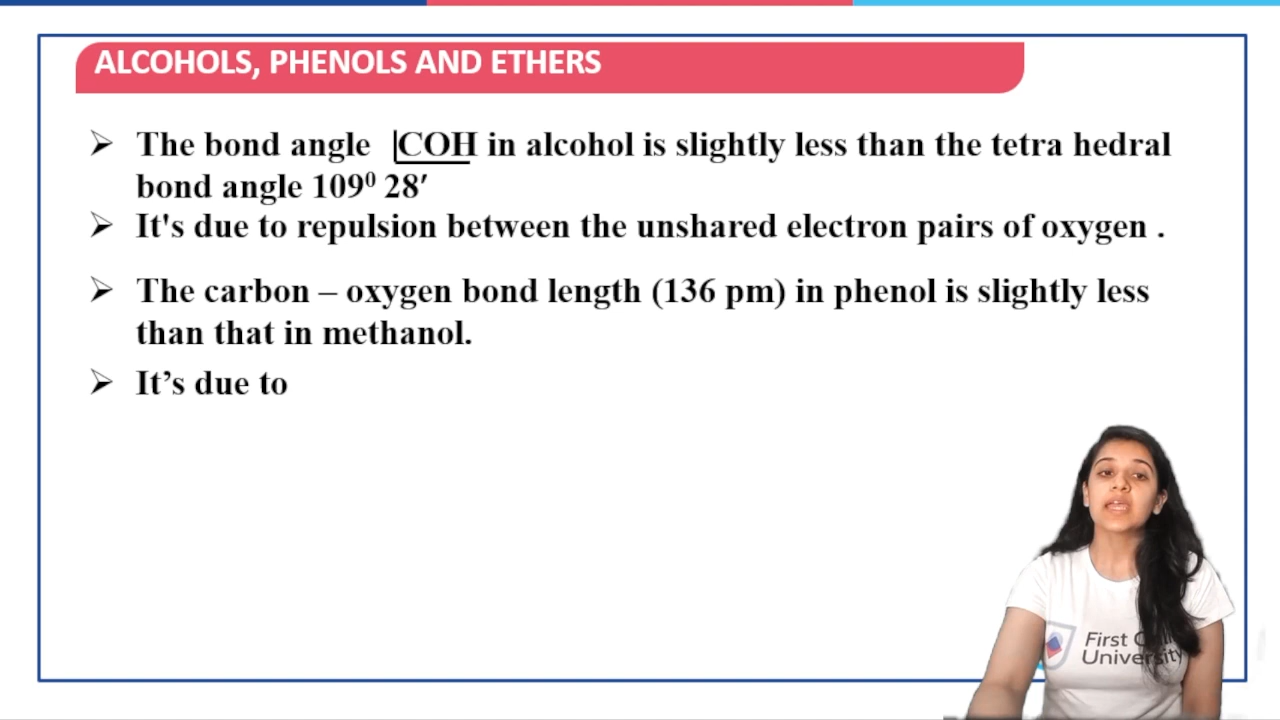 ALCOHOLS, PHENOLS AND ETHERS
The bond angle COH in alcohol is slightly less than the tetra hedral
bond angle 109⁰ 28′
It's due to repulsion between the unshared electron pairs of oxygen .
The carbon – oxygen bond length (136 pm) in phenol is slightly less
than that in methanol.
It’s due to
First
University